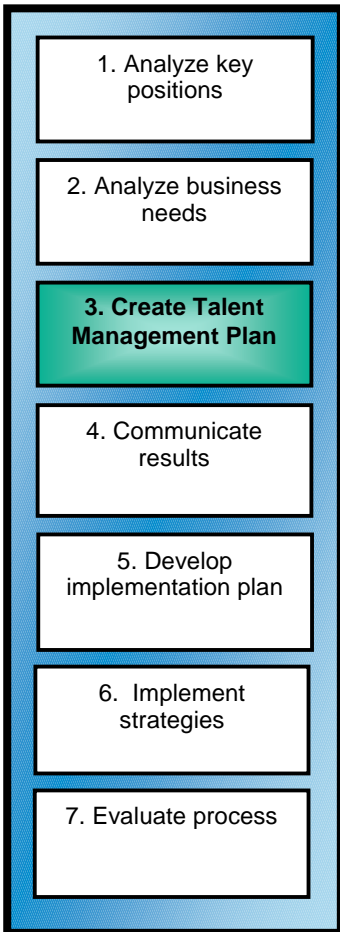 1. Analyze key
positions
2. Analyze business
needs
3. Create Talent
Management Plan
4. Communicate
results
5. Develop
implementation plan
6. Implement
strategies
7. Evaluate process